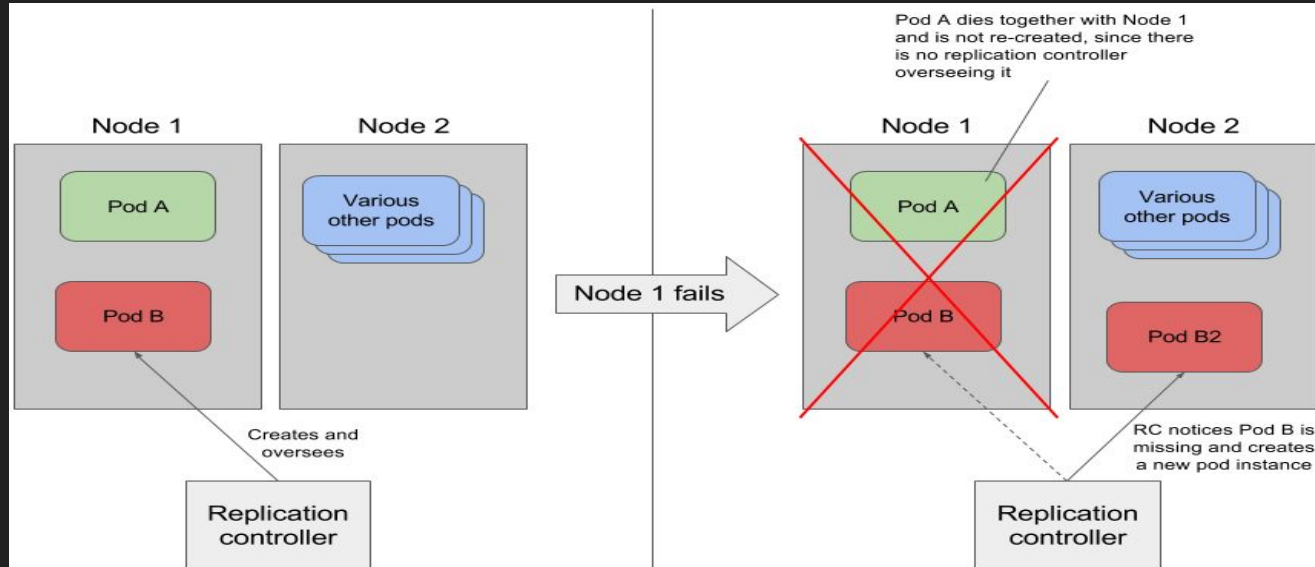 Node 1
Node 2
Pod A
Various
other pods
Pod B
Creates and
oversees
Replication
controller
Node 1 fails
Pod A dies together with Node 1
and is not re-created, since there
is no replication controller
overseeing it
Node 1
Node 2
Pod A
Various
other pods
Pod B
Pod B2
RC notices Pod B is
missing and creates
a new pod instance
Replication
controller